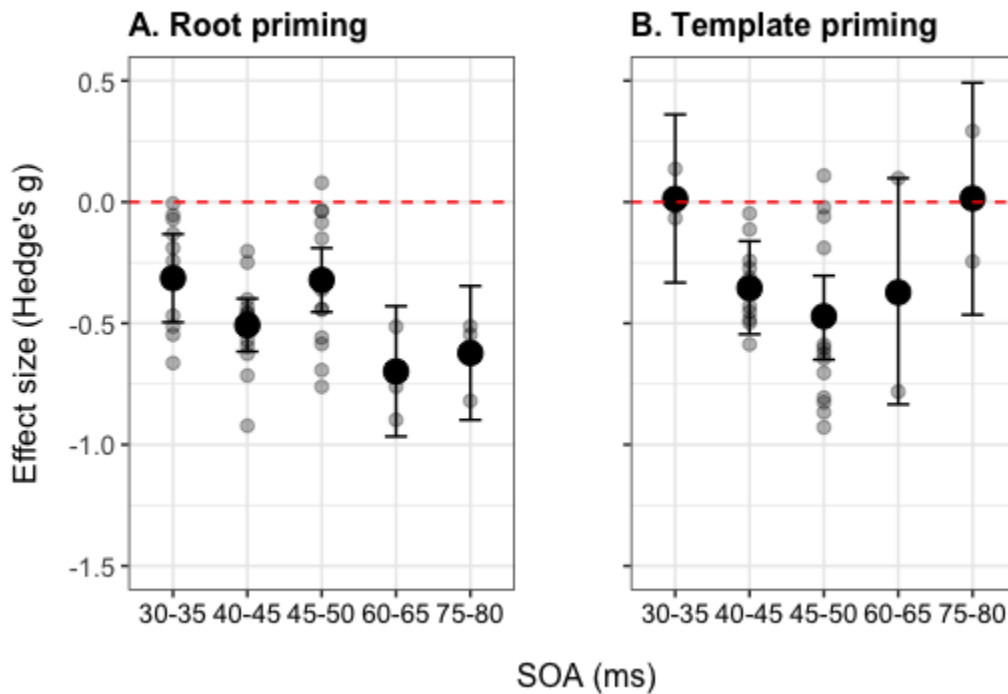 A. Root priming
B. Template priming
Effect size (Hedge's g)
0.5
0.0
-0.5
-1.0
-1.5
30-35 40-45 45-50 60-65 75-80
30-35 40-45 45-50 60-65 75-80
SOA (ms)